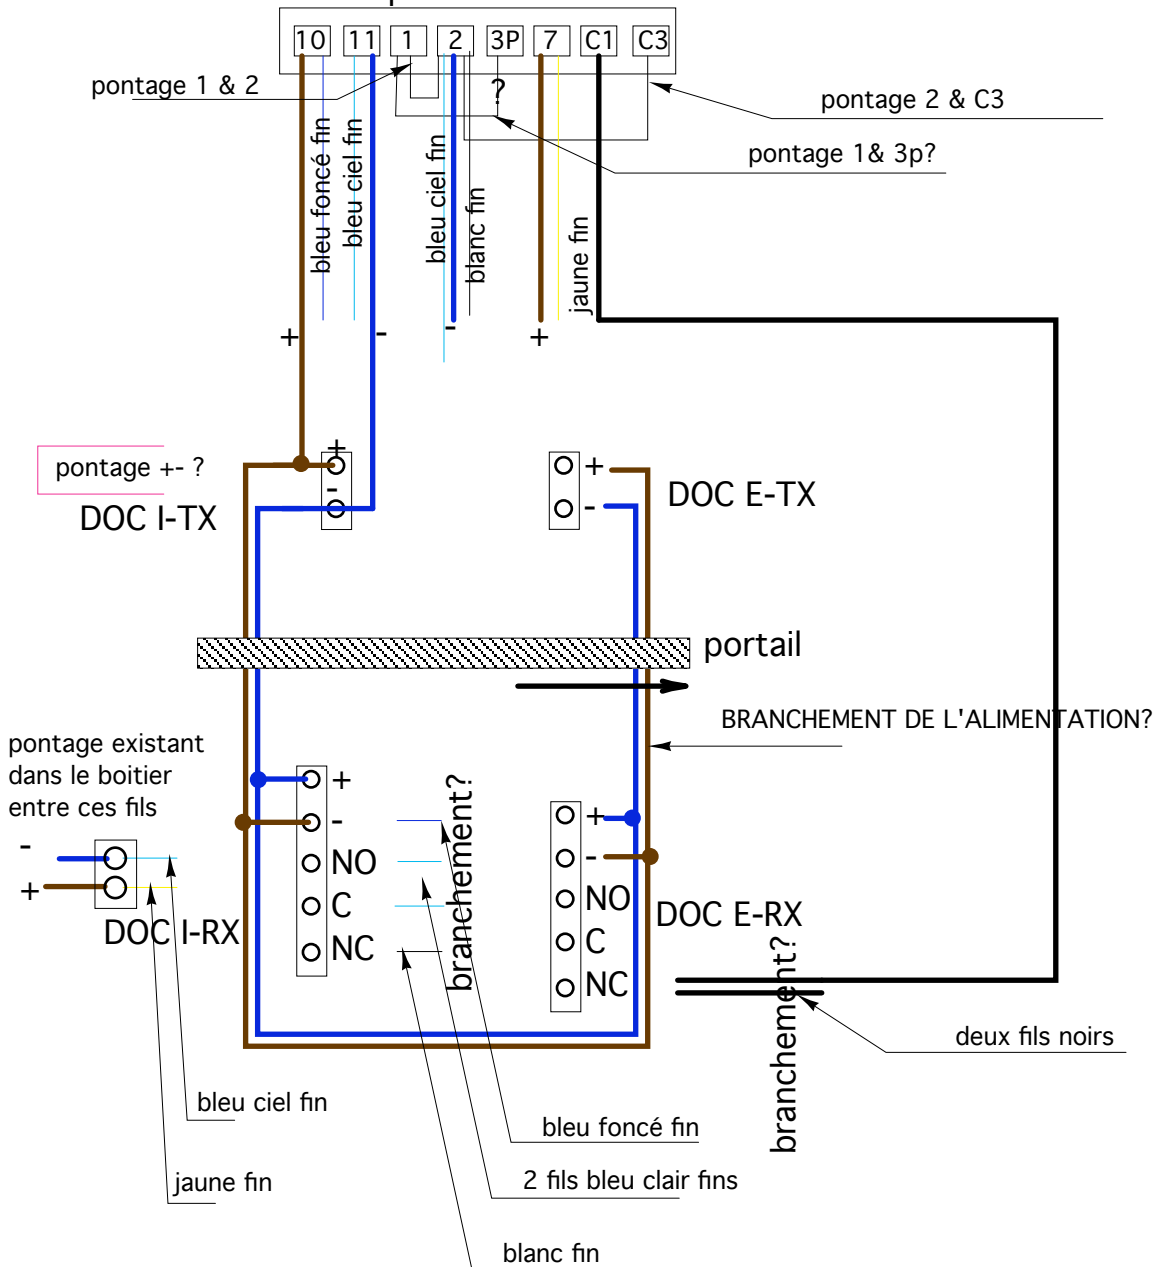 10 11 1 2 3P 7 C1 C3
pontage 1 & 2
?
pontage 2 & C3
pontage 1& 3p?
bleu foncé fin
bleu ciel fin
bleu ciel fin
blanc fin
jaune fin
+ - - +
pontage +- ?
+
-
DOC I-TX
+
-
DOC E-TX
portail
BRANCHEMENT DE L'ALIMENTATION?
pontage existant
dans le boitier
entre ces fils
-
+
DOC I-RX
+
-
NO
C
NC
branchement?
+
-
NO
C
NC
DOC E-RX
branchement?
deux fils noirs
bleu ciel fin
jaune fin
bleu foncé fin
2 fils bleu clair fins
blanc fin